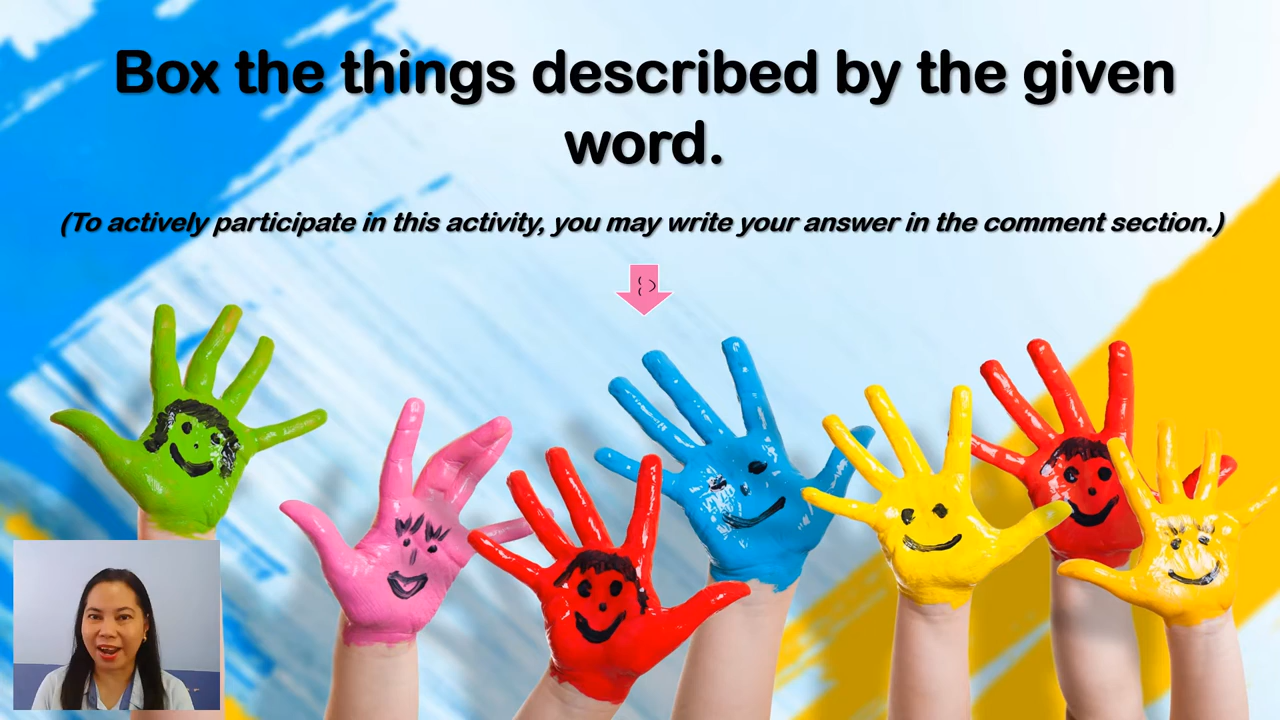 Box the things described by the given
word.
(To actively participate in this activity, you may write your answer in the comment section.)